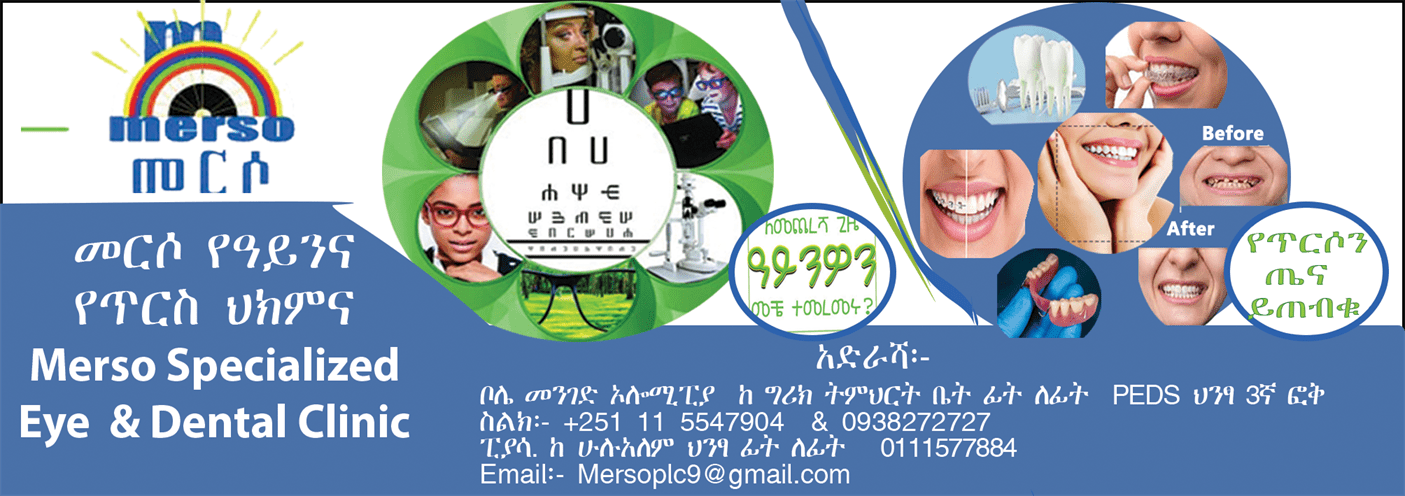 m
merso
መርሶ
መርሶ የዓይንና
የጥርስ ህክምና
Merso Specialized
Eye & Dental Clinic
U
ሀ ህ
ለመጨረሻ ጊዜ
ዓይንዎን
መቼ ተመረመሩ?
Before
After
የጥርሶን
ጤና
ይጠብቁ
አድራሻ፡-
ቦሌ መንገድ ኦሎሚፒያ ከ ግሪክ ትምህርት ቤት ፊት ለፊት PEDS ህንፃ 3ኛ ፎቅ
ስልክ፡- +251 11 5547904 & 0938272727
ፒያሳ. ከ ሁሉአለም ህንፃ ፊት ለፊት 0111577884
Email፡- Mersoplc9@gmail.com